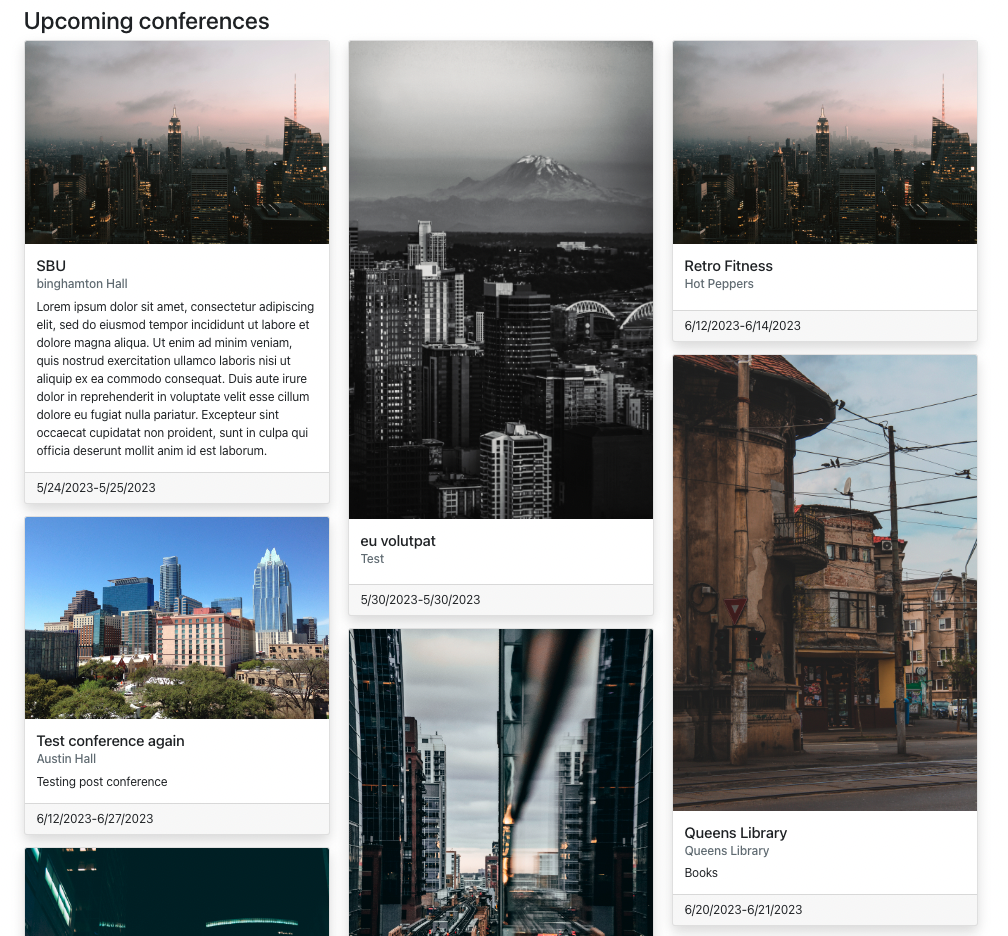 Upcoming conferences
SBU
binghamton Hall
Lorem ipsum dolor sit amet, consectetur adipiscing
elit, sed do eiusmod tempor incididunt ut labore et
dolore magna aliqua. Ut enim ad minim veniam,
quis nostrud exercitation ullamco laboris nisi ut
aliquip ex ea commodo consequat. Duis aute irure
dolor in reprehenderit in voluptate velit esse cillum
dolore eu fugiat nulla pariatur. Excepteur sint
occaecat cupidatat non proident, sunt in culpa qui
officia deserunt mollit anim id est laborum.
5/24/2023-5/25/2023
Test conference again
Austin Hall
Testing post conference
6/12/2023-6/27/2023
eu volutpat
Test
5/30/2023-5/30/2023
Retro Fitness
Hot Peppers
6/12/2023-6/14/2023
Queens Library
Queens Library
Books
6/20/2023-6/21/2023